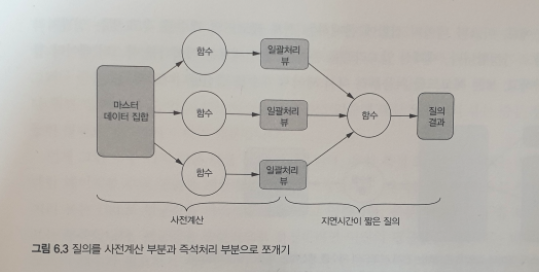 함수
일괄처리
뷰
마스터
데이터 집합
함수
일괄처리
뷰
함수
질의
결과
함수
일괄처리
뷰
사전계산
지연시간이 짧은 질의
그림 6.3 질의를 사전계산 부분과 즉석처리 부분으로 쪼개기